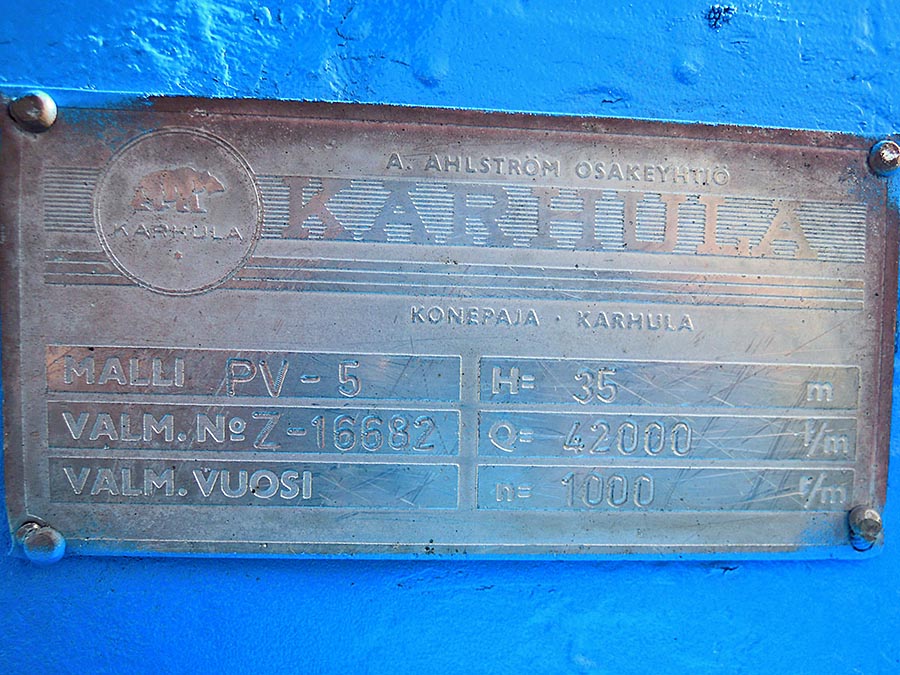 A. AHLSTRÖM OSAKEYHTIÖ
KARHULA
KARHULA
KONEPAJA · KARHULA
MALLI PV-5
H= 35 m
VALM. No Z-16682
Q= 42000 l/m
VALM. VUOSI
n= 1000 r/m